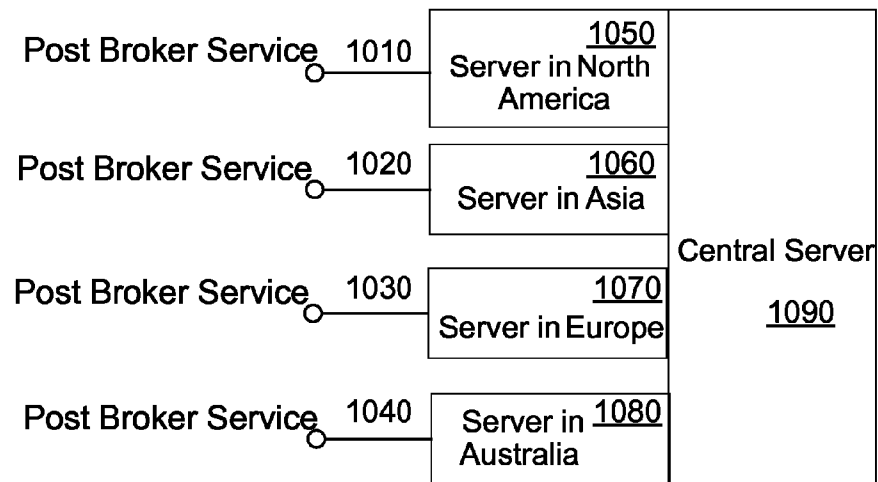 Post Broker Service 1010 1050
Server in North
America
Post Broker Service 1020 1060
Server in Asia
Central Server
1090
Post Broker Service 1030 1070
Server in Europe
Post Broker Service 1040 1080
Server in
Australia